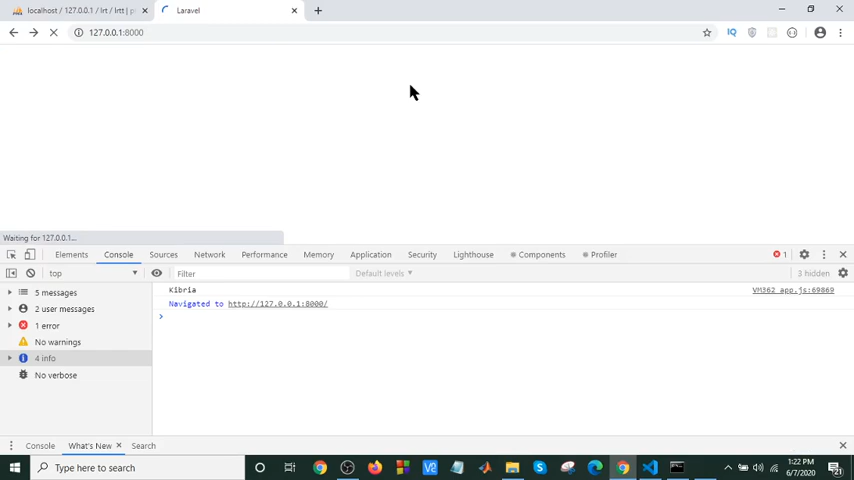 localhost / 127.0.0.1 / lrt / lrtt | p
Laravel
127.0.0.1:8000
Waiting for 127.0.0.1...
Elements
Console
Sources
Network
Performance
Memory
Application
Security
Lighthouse
Components
Profiler
1
top
Filter
Default levels
3 hidden
5 messages
2 user messages
1 error
No warnings
4 info
No verbose
Kibria
VM362 app.js:69869
Navigated to http://127.0.0.1:8000/
Console
What's New
Search
Type here to search
1:22 PM
6/7/2020
21